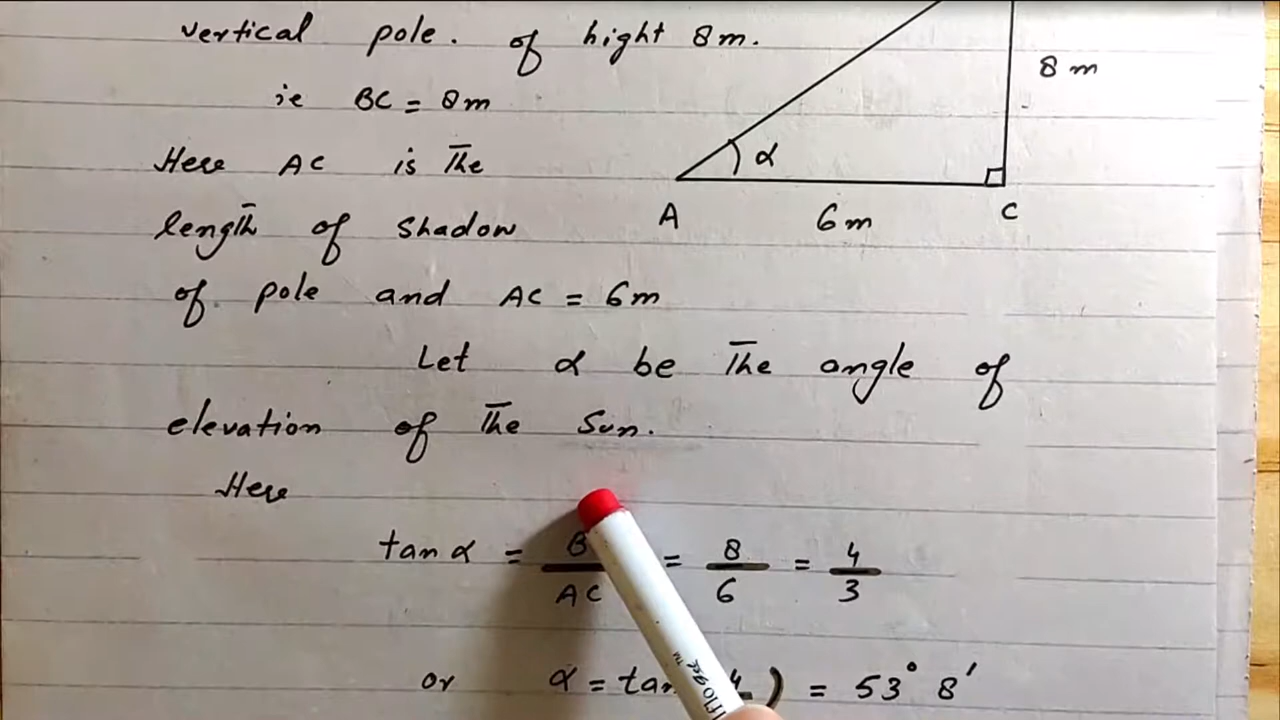 vertical pole. of hight 8m.
ie BC = 8m
8 m
Here AC is The
α
length of shadow
A 6m C
of pole and AC = 6m
Let α be The angle of
elevation of The Sun.
Here
tan α = B / AC = 8/6 = 4/3
or α = tan 4 ) = 53° 8′